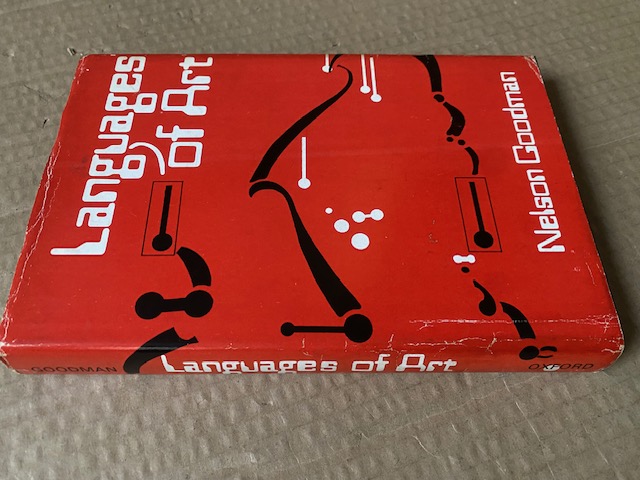 Languages
of Art
Nelson Goodman
GOODMAN
Languages of Art
OXFORD